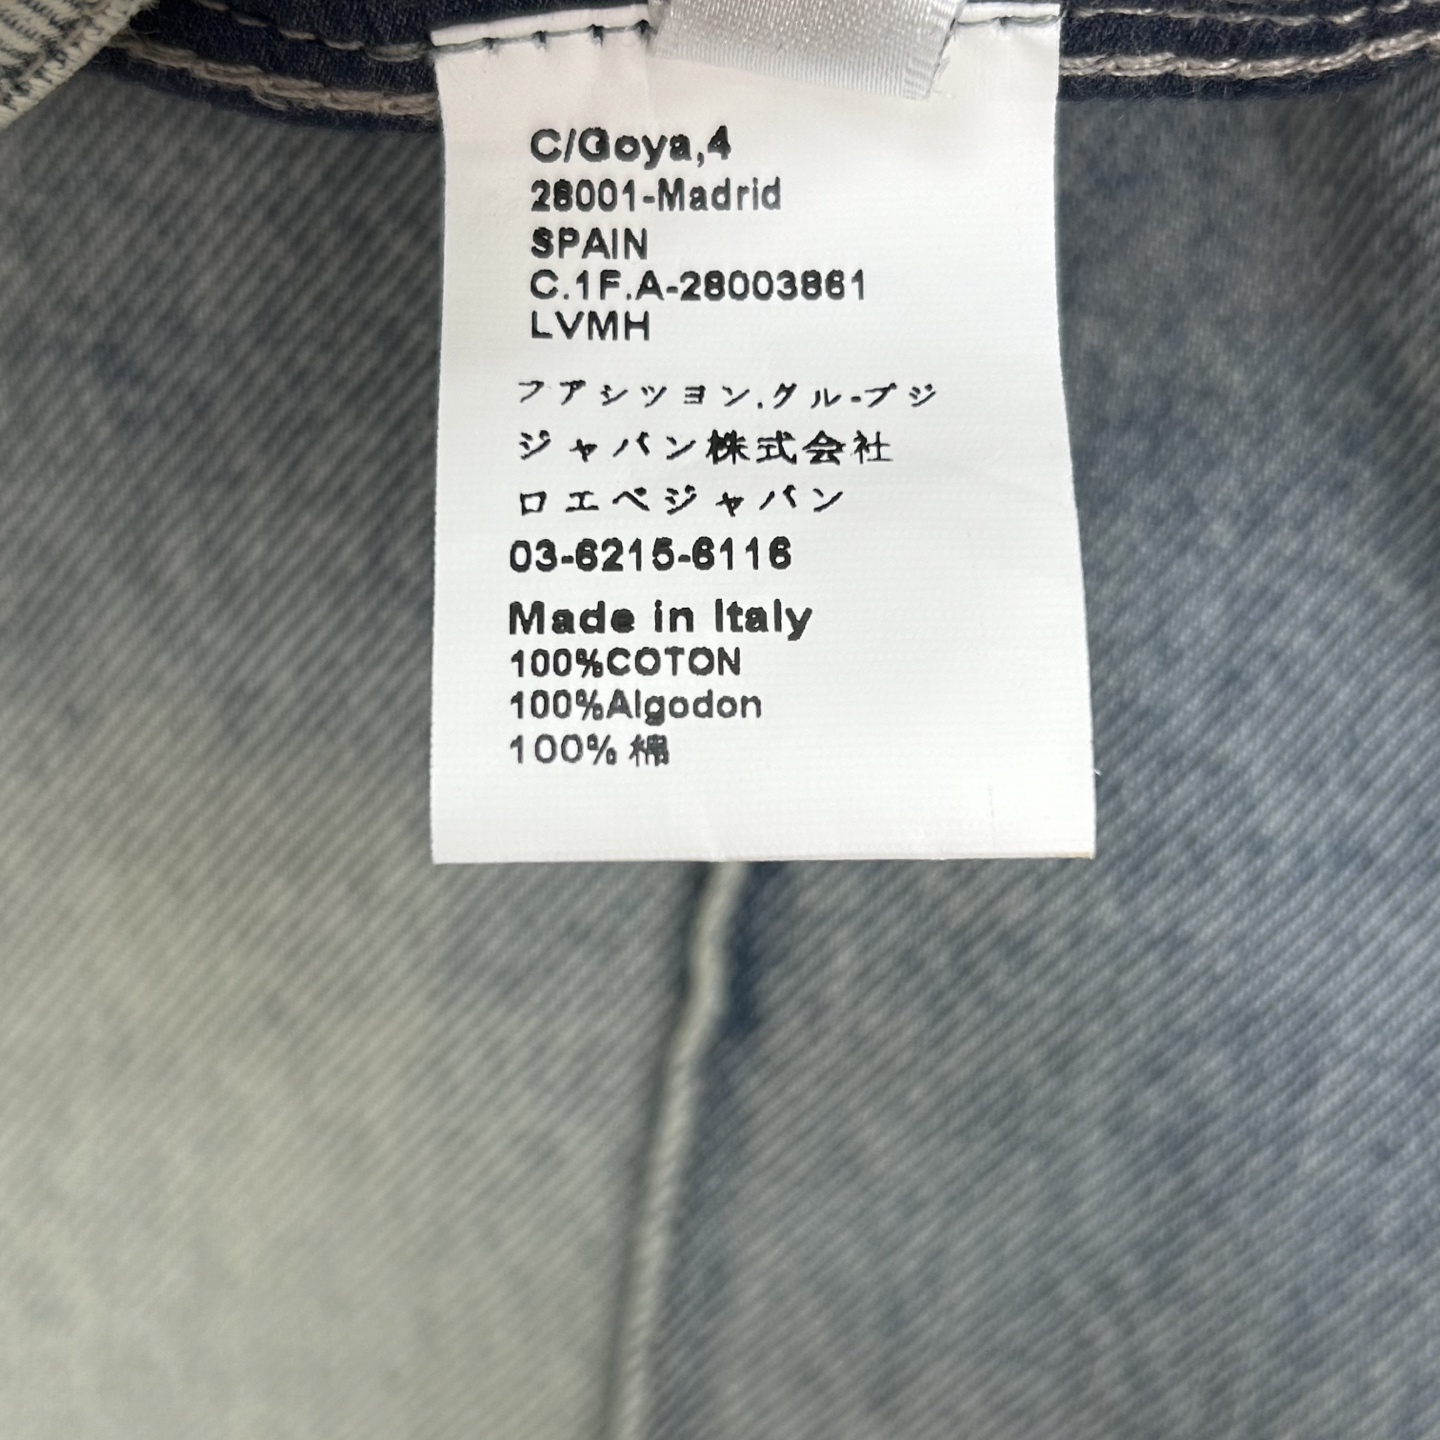 C/Goya,4
28001-Madrid
SPAIN
C.1F.A-28003861
LVMH
フアシツヨン.グル-プジ
ジャパン株式会社
ロエベジャパン
03-6215-6116
Made in Italy
100%COTON
100%Algodon
100% 綿